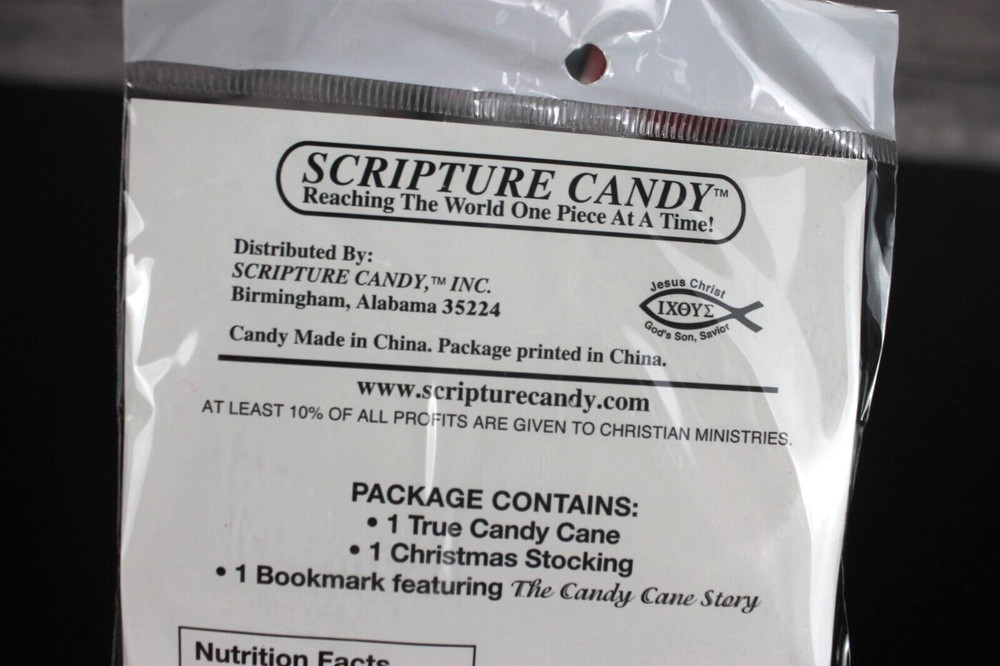 SCRIPTURE CANDY™
Reaching The World One Piece At A Time!
Distributed By:
SCRIPTURE CANDY,™ INC.
Birmingham, Alabama 35224
Jesus Christ
ΙΧΘΥΣ
God's Son, Savior
Candy Made in China. Package printed in China.
www.scripturecandy.com
AT LEAST 10% OF ALL PROFITS ARE GIVEN TO CHRISTIAN MINISTRIES.
PACKAGE CONTAINS:
• 1 True Candy Cane
• 1 Christmas Stocking
• 1 Bookmark featuring The Candy Cane Story
Nutrition Facts